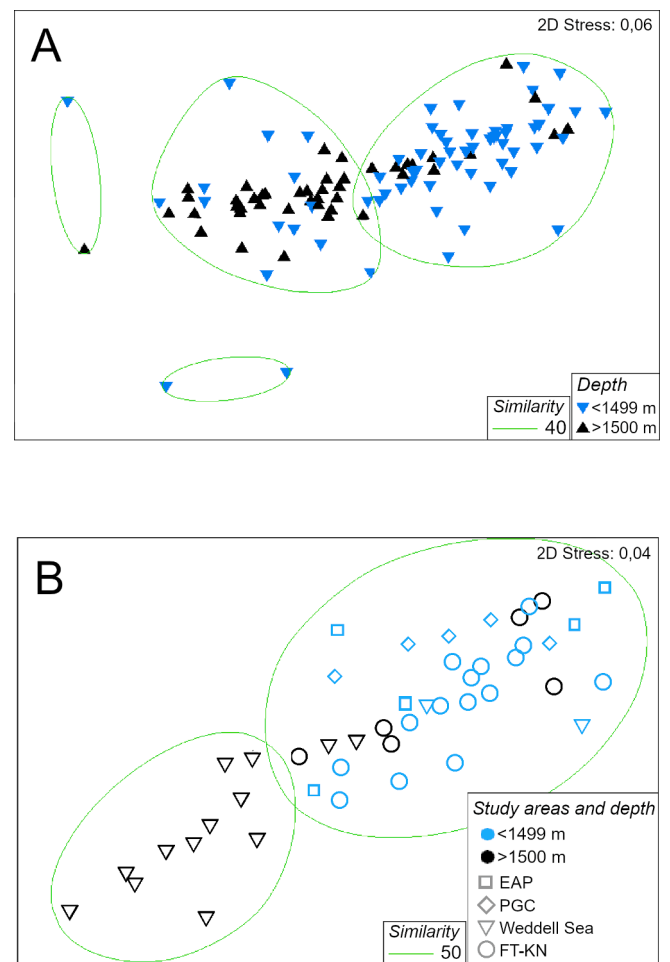 A
2D Stress: 0,06
Similarity
40
Depth
<1499 m
>1500 m
B
2D Stress: 0,04
Similarity
50
Study areas and depth
<1499 m
>1500 m
EAP
PGC
Weddell Sea
FT-KN